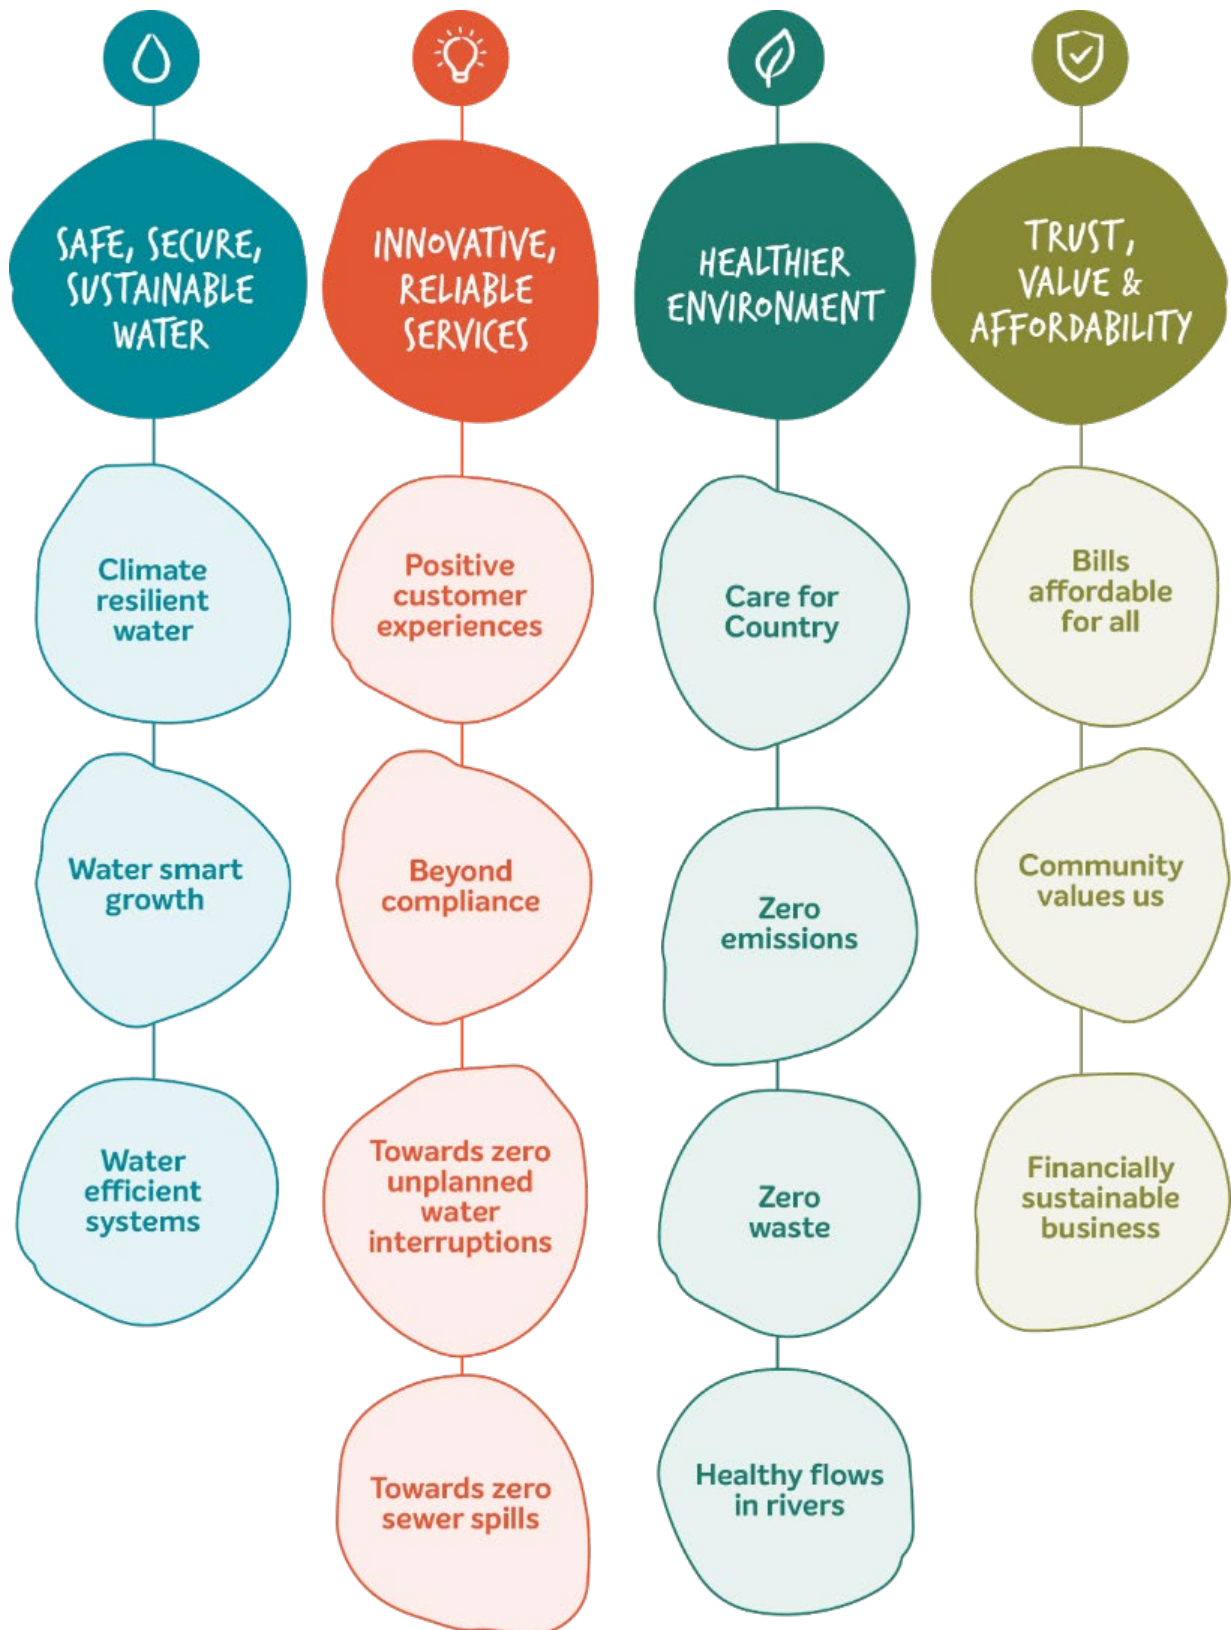 SAFE, SECURE,
SUSTAINABLE
WATER
Climate
resilient
water
Water smart
growth
Water
efficient
systems
INNOVATIVE,
RELIABLE
SERVICES
Positive
customer
experiences
Beyond
compliance
Towards zero
unplanned
water
interruptions
Towards zero
sewer spills
HEALTHIER
ENVIRONMENT
Care for
Country
Zero
emissions
Zero
waste
Healthy flows
in rivers
TRUST,
VALUE &
AFFORDABILITY
Bills
affordable
for all
Community
values us
Financially
sustainable
business